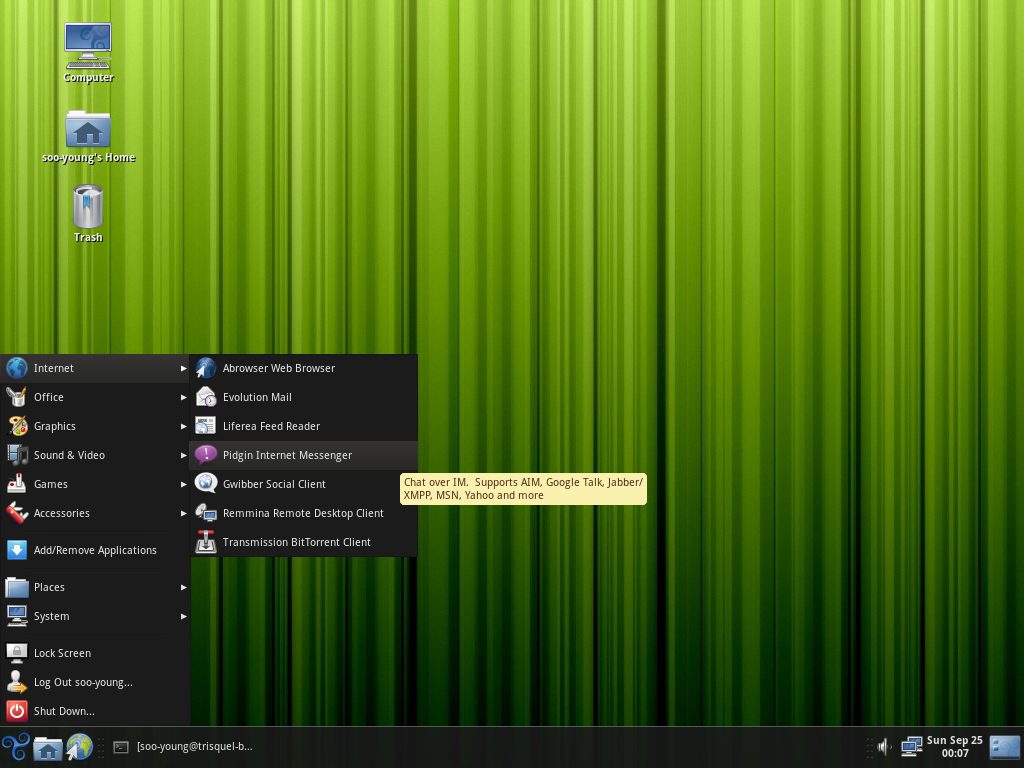 Computer
soo-young's Home
Trash
Internet
Office
Graphics
Sound & Video
Games
Accessories
Add/Remove Applications
Places
System
Lock Screen
Log Out soo-young...
Shut Down...
Abrowser Web Browser
Evolution Mail
Liferea Feed Reader
Pidgin Internet Messenger
Gwibber Social Client
Remmina Remote Desktop Client
Transmission BitTorrent Client
Chat over IM.  Supports AIM, Google Talk, Jabber/
XMPP, MSN, Yahoo and more
[soo-young@trisquel-b...
Sun Sep 25
00:07